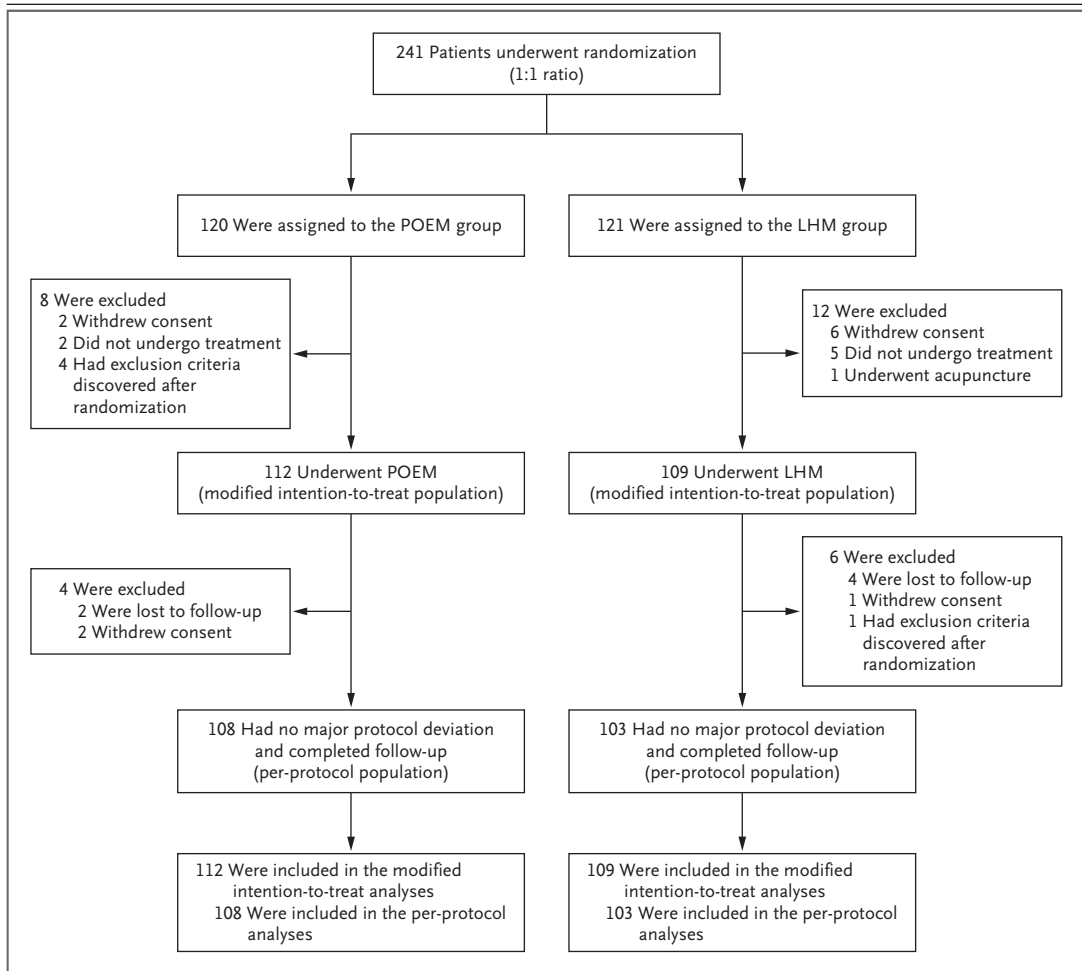 241 Patients underwent randomization
(1:1 ratio)
120 Were assigned to the POEM group
121 Were assigned to the LHM group
8 Were excluded
2 Withdrew consent
2 Did not undergo treatment
4 Had exclusion criteria
discovered after
randomization
12 Were excluded
6 Withdrew consent
5 Did not undergo treatment
1 Underwent acupuncture
112 Underwent POEM
(modified intention-to-treat population)
109 Underwent LHM
(modified intention-to-treat population)
4 Were excluded
2 Were lost to follow-up
2 Withdrew consent
6 Were excluded
4 Were lost to follow-up
1 Withdrew consent
1 Had exclusion criteria
discovered after
randomization
108 Had no major protocol deviation
and completed follow-up
(per-protocol population)
103 Had no major protocol deviation
and completed follow-up
(per-protocol population)
112 Were included in the modified
intention-to-treat analyses
108 Were included in the per-protocol
analyses
109 Were included in the modified
intention-to-treat analyses
103 Were included in the per-protocol
analyses